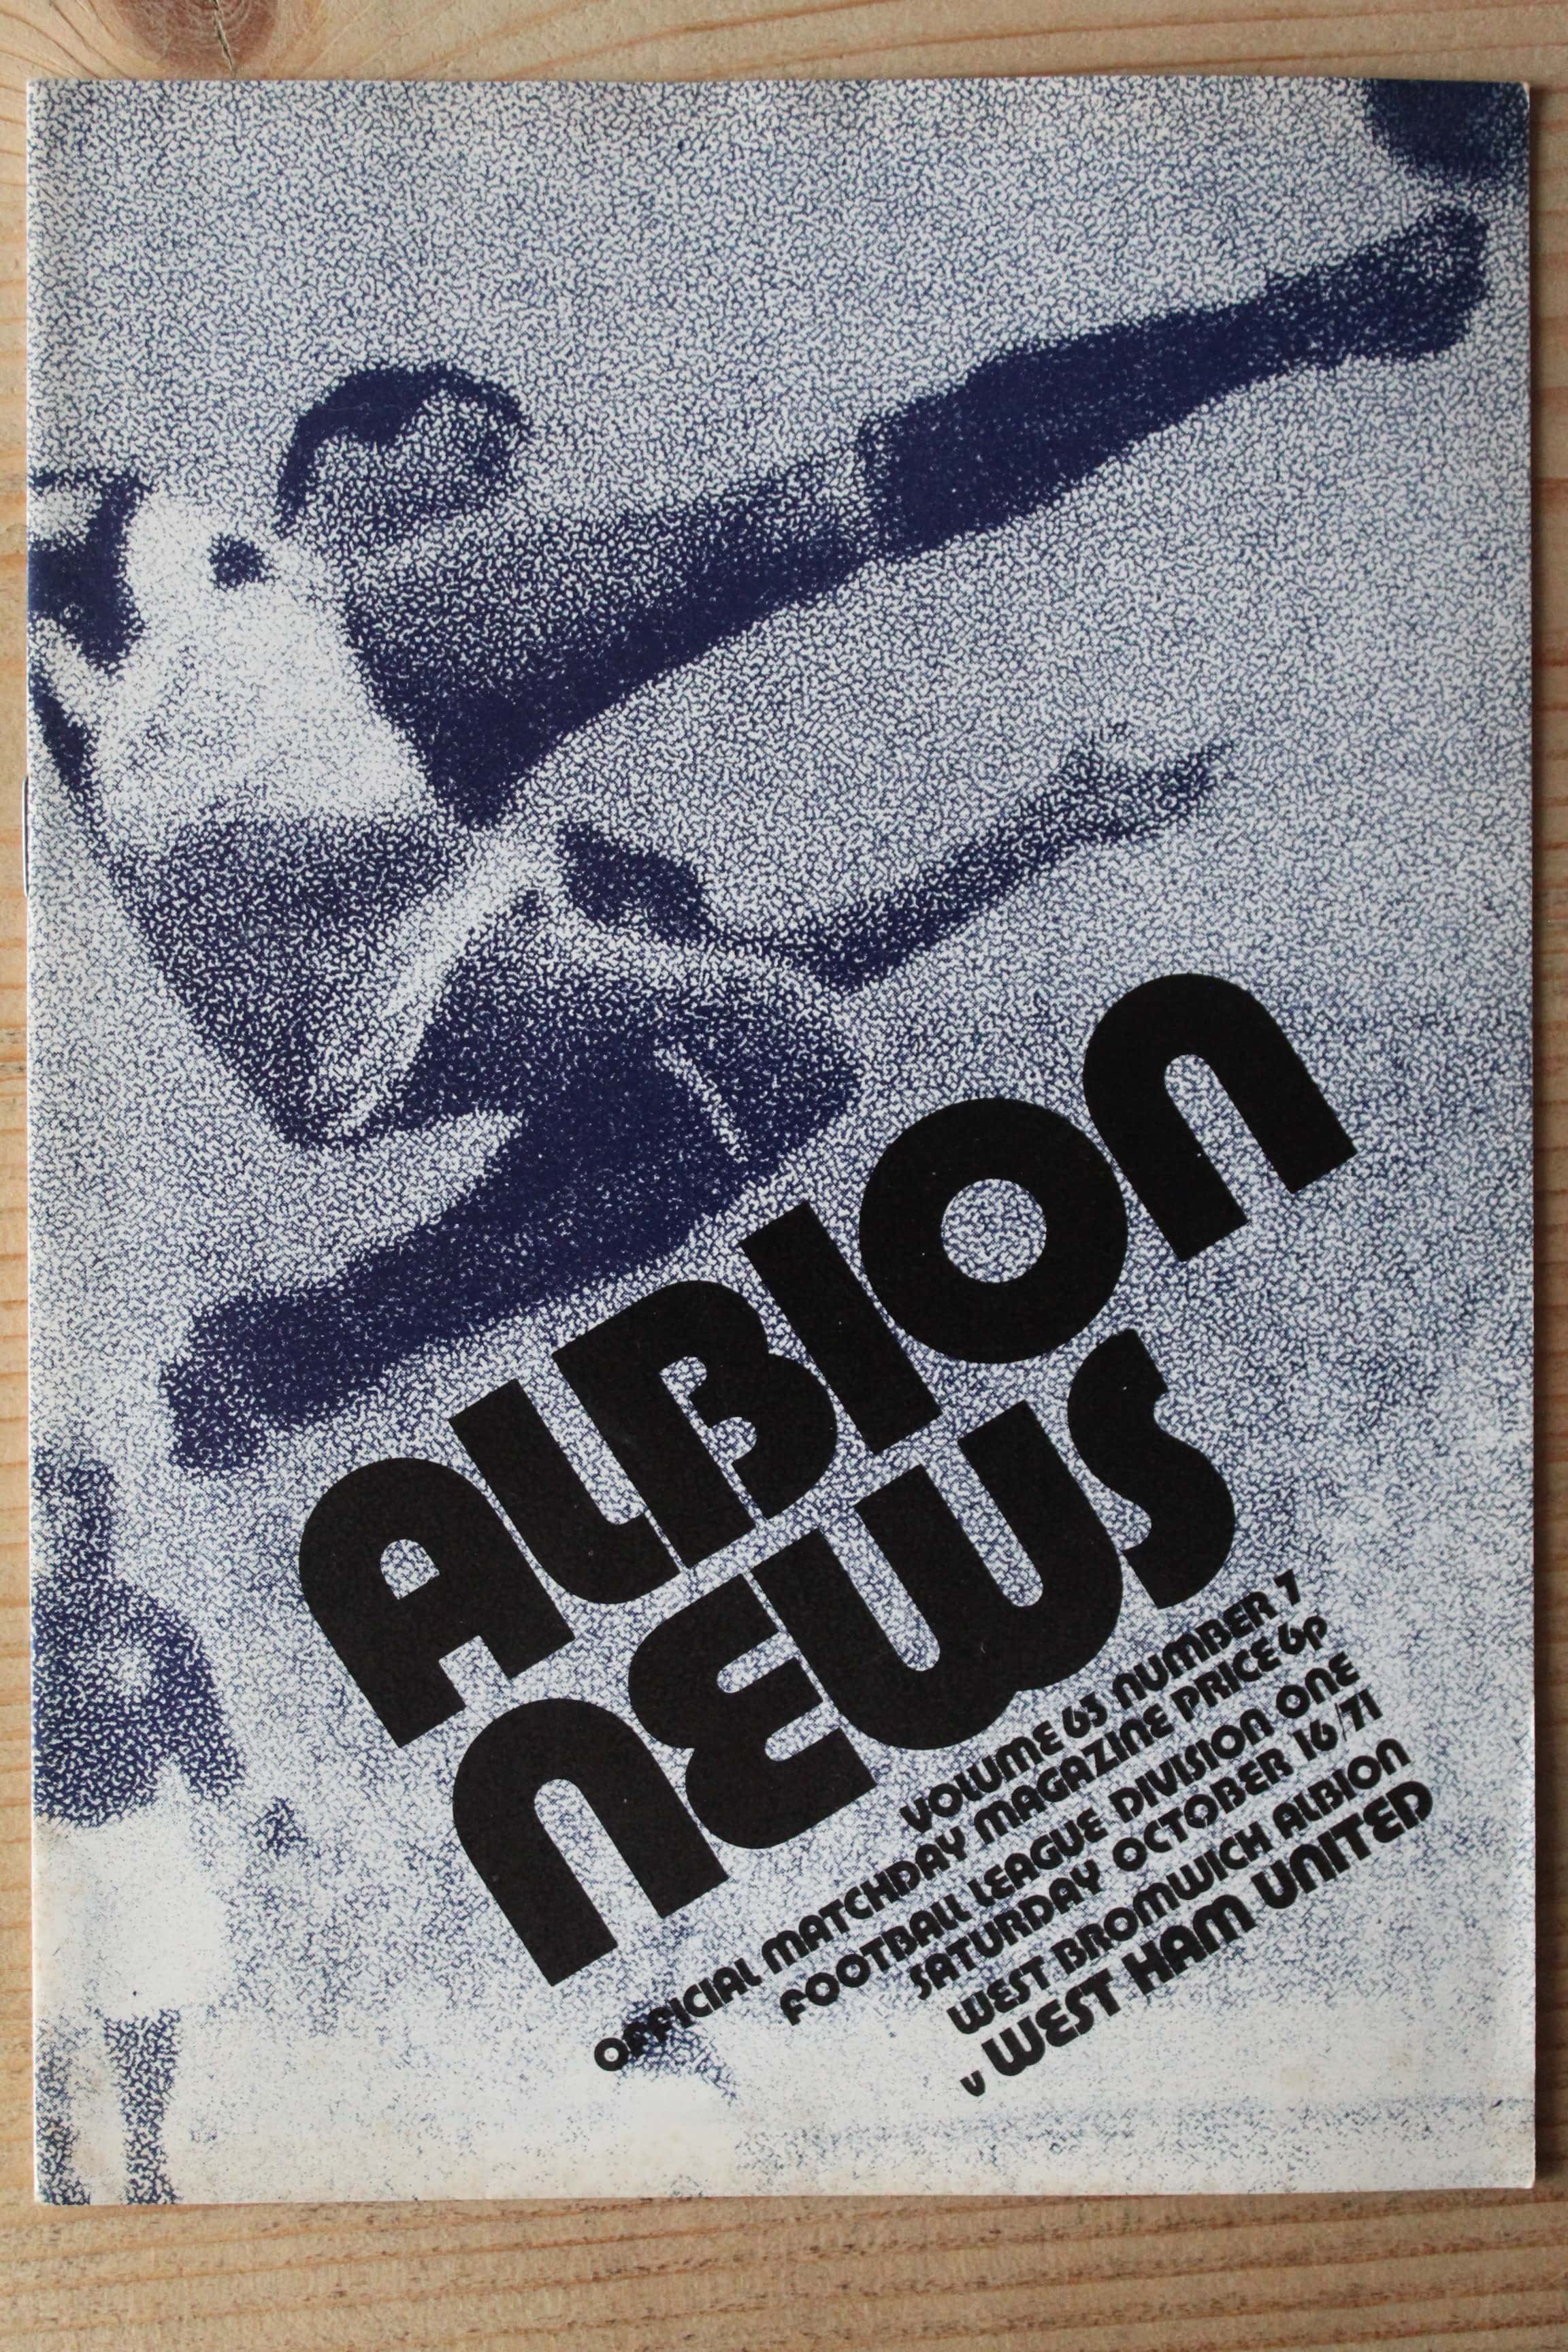 ALBION
NEWS
VOLUME 63 NUMBER 7
OFFICIAL MATCHDAY MAGAZINE PRICE 6p
FOOTBALL LEAGUE DIVISION ONE
SATURDAY OCTOBER 16/71
WEST BROMWICH ALBION
v WEST HAM UNITED